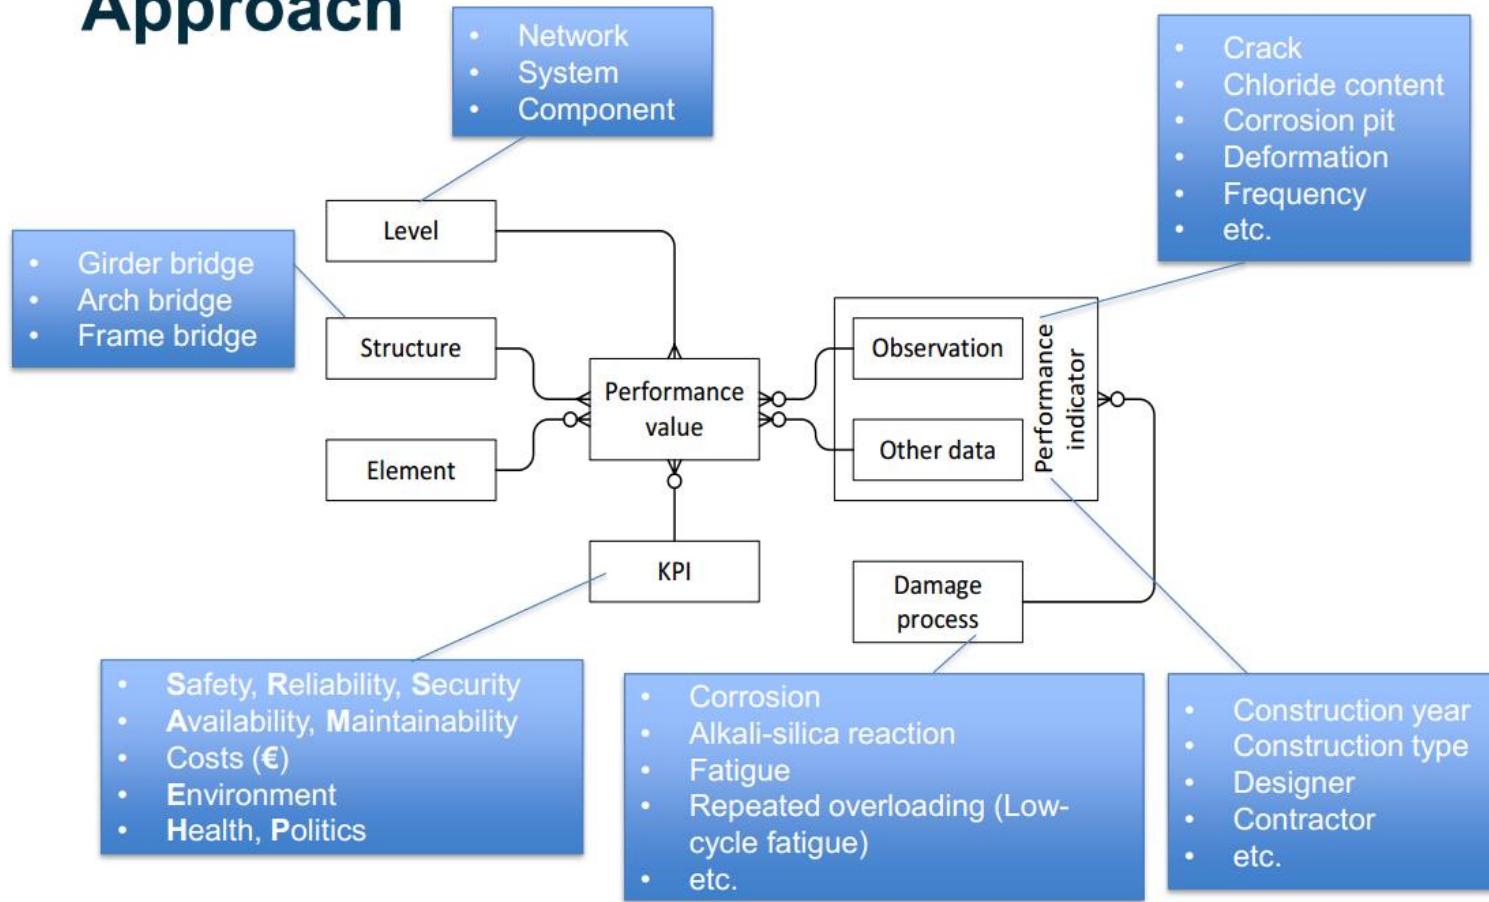 Approach
• Network
• System
• Component
• Crack
• Chloride content
• Corrosion pit
• Deformation
• Frequency
• etc.
• Girder bridge
• Arch bridge
• Frame bridge
Level
Structure
Element
Performance
value
KPI
Observation
Other data
Performance
indicator
Damage
process
• Safety, Reliability, Security
• Availability, Maintainability
• Costs (€)
• Environment
• Health, Politics
• Corrosion
• Alkali-silica reaction
• Fatigue
• Repeated overloading (Low-
cycle fatigue)
• etc.
• Construction year
• Construction type
• Designer
• Contractor
• etc.